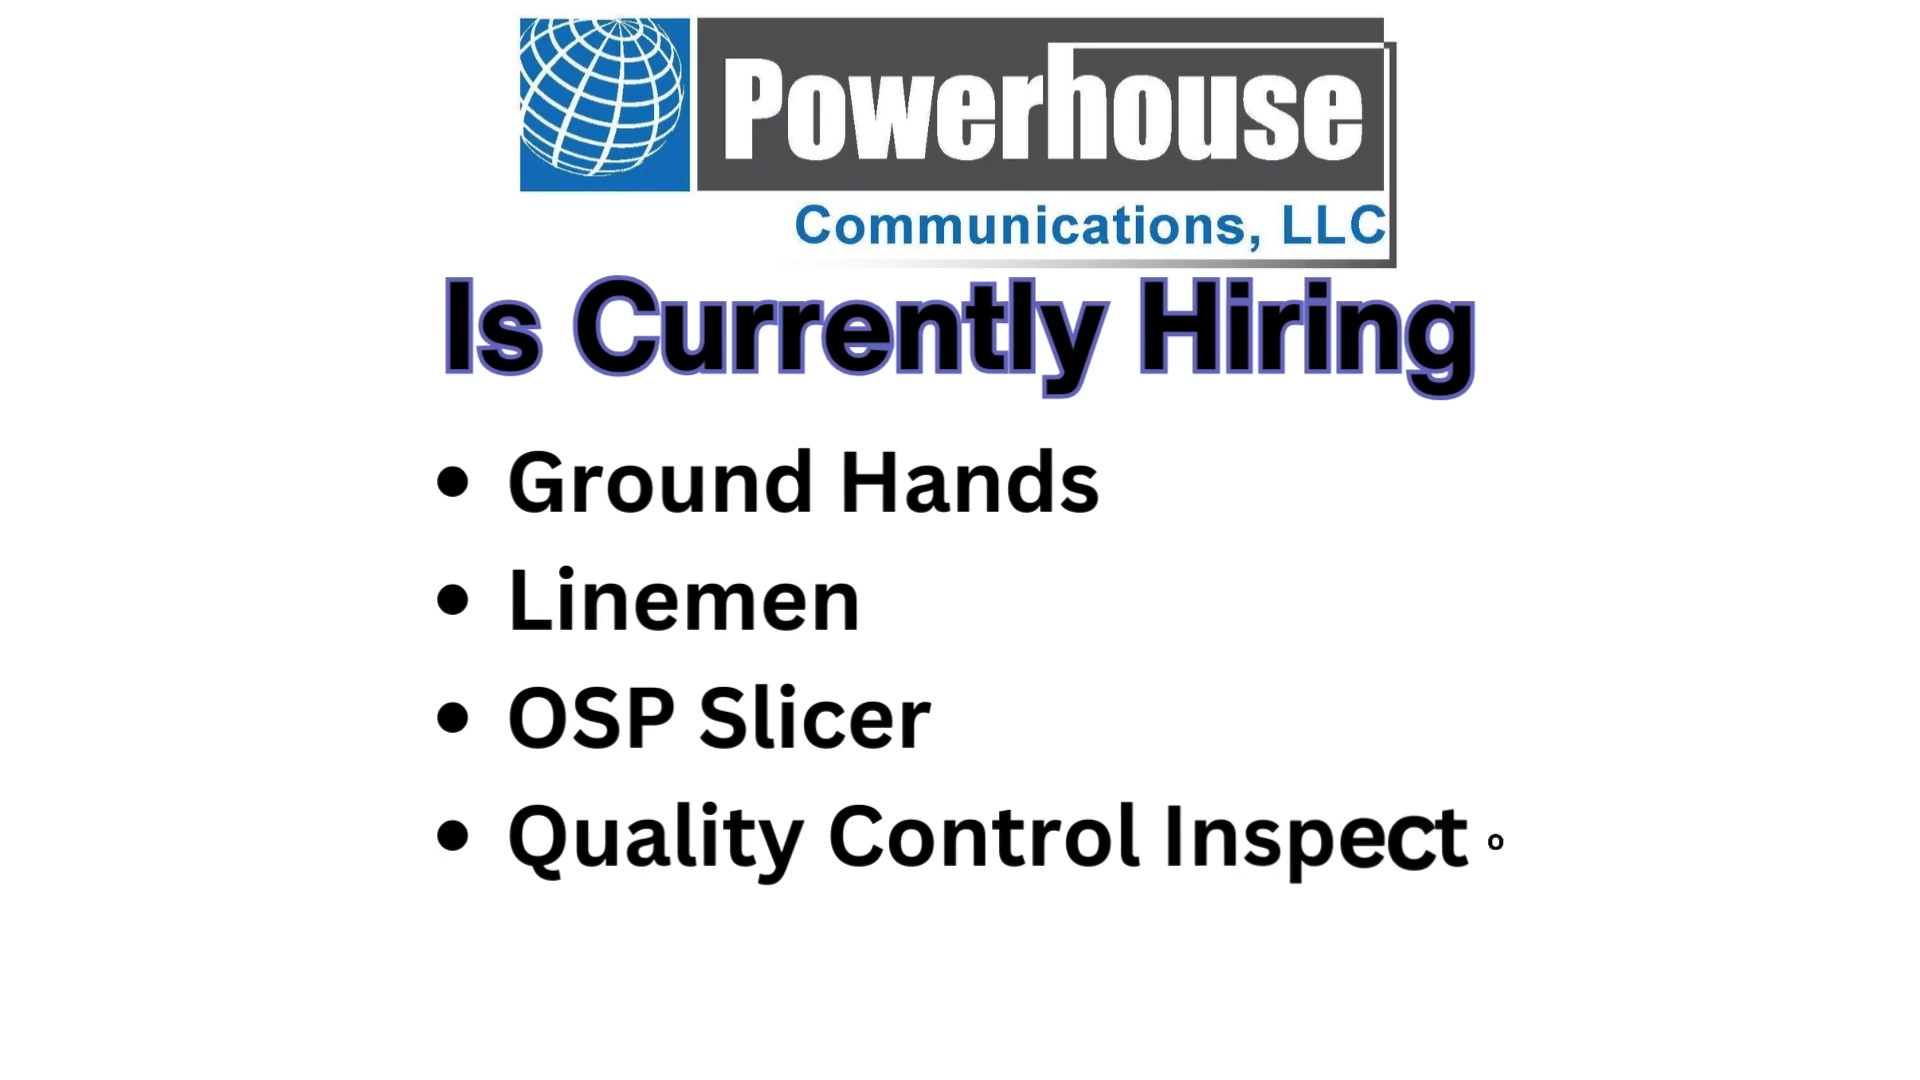 Powerhouse
Communications, LLC
Is Currently Hiring
• Ground Hands
• Linemen
• OSP Slicer
• Quality Control Inspect o